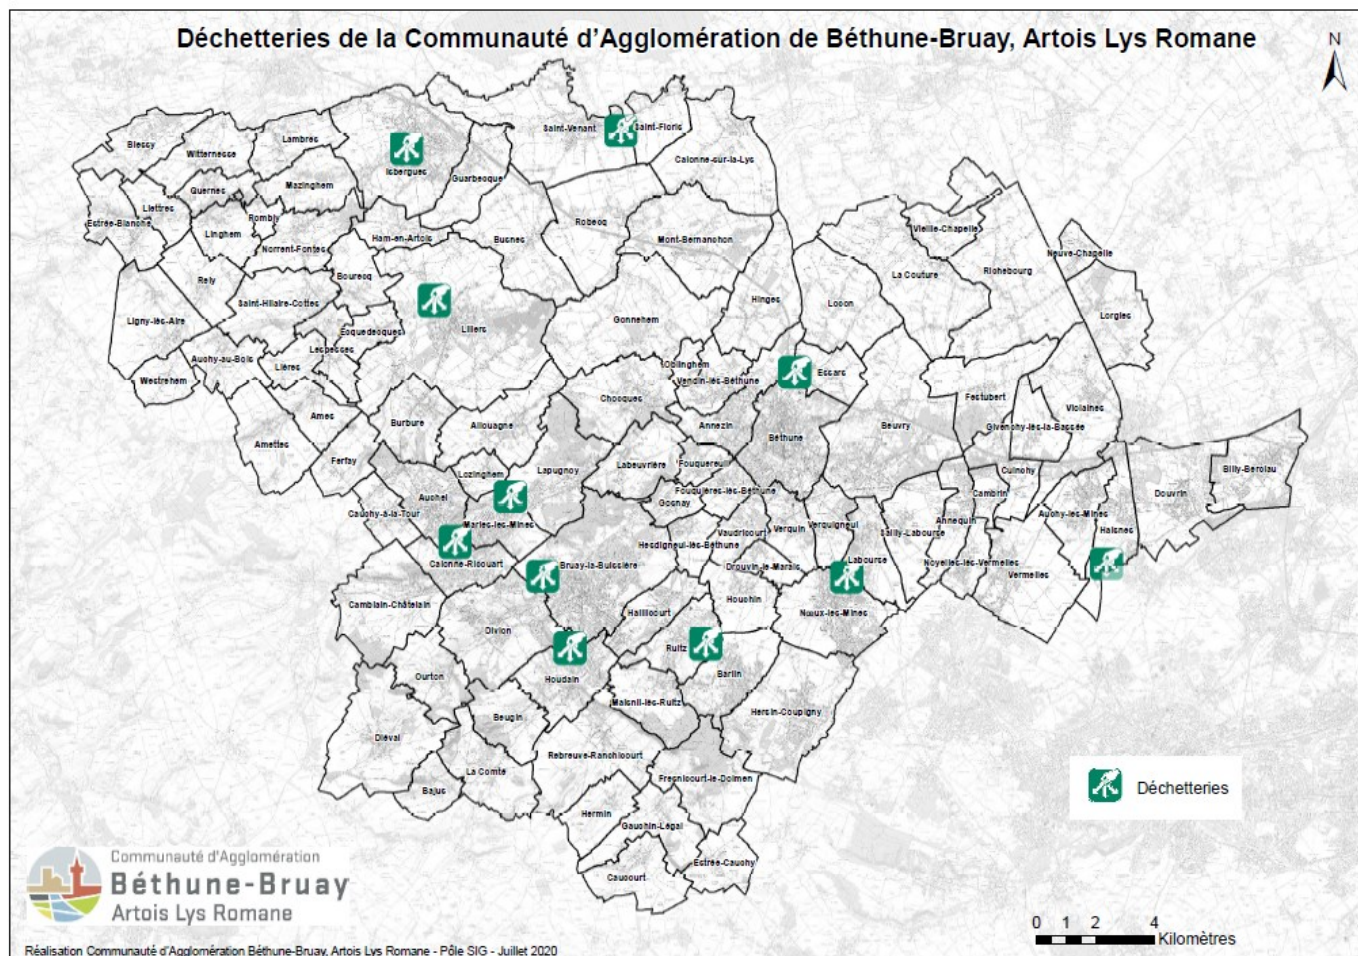 Déchetteries de la Communauté d'Agglomération de Béthune-Bruay, Artois Lys Romane
N
Saint-Venant
Saint-Floris
Blessy
Witternesse
Lambres
Isbergues
Calonne-sur-la-Lys
Guarbecque
Mazinghem
Quernes
Liettres
Estrée-Blanche
Linghem
Rombly
Norrent-Fontes
Ham-en-Artois
Busnes
Robecq
Mont-Bernanchon
Vieille-Chapelle
Neuve-Chapelle
La Couture
Richebourg
Rely
Bourecq
Saint-Hilaire-Cottes
Hinges
Locon
Lorgies
Ligny-lès-Aire
Ecquedecques
Lillers
Gonnehem
Auchy-au-Bois
Lespesses
Lières
Westrehem
Oblinghem
Vendin-lès-Béthune
Essars
Chocques
Festubert
Violaines
Ames
Amettes
Burbure
Allouagne
Annezin
Béthune
Beuvry
Givenchy-lès-la-Bassée
Ferfay
Lozinghem
Lapugnoy
Labeuvrière
Fouquereuil
Fouquières-lès-Béthune
Cuinchy
Cambrin
Billy-Berclau
Douvrin
Auchel
Cauchy-à-la-Tour
Marles-les-Mines
Gosnay
Vaudricourt
Verquin
Verquigneul
Sailly-Labourse
Annequin
Auchy-les-Mines
Haisnes
Calonne-Ricouart
Bruay-la-Buissière
Hesdigneul-lès-Béthune
Drouvin-le-Marais
Labourse
Noyelles-lès-Vermelles
Vermelles
Camblain-Châtelain
Divion
Haillicourt
Houchin
Nœux-les-Mines
Ruitz
Barlin
Ourton
Houdain
Maisnil-lès-Ruitz
Hersin-Coupigny
Beugin
Diéval
La Comté
Rebreuve-Ranchicourt
Fresnicourt-le-Dolmen
Bajus
Hermin
Gauchin-Légal
Estrée-Cauchy
Caucourt
Déchetteries
Communauté d'Agglomération
Béthune-Bruay
Artois Lys Romane
0 1 2 4
Kilomètres
Réalisation Communauté d'Agglomération Béthune-Bruay, Artois Lys Romane - Pôle SIG - Juillet 2020